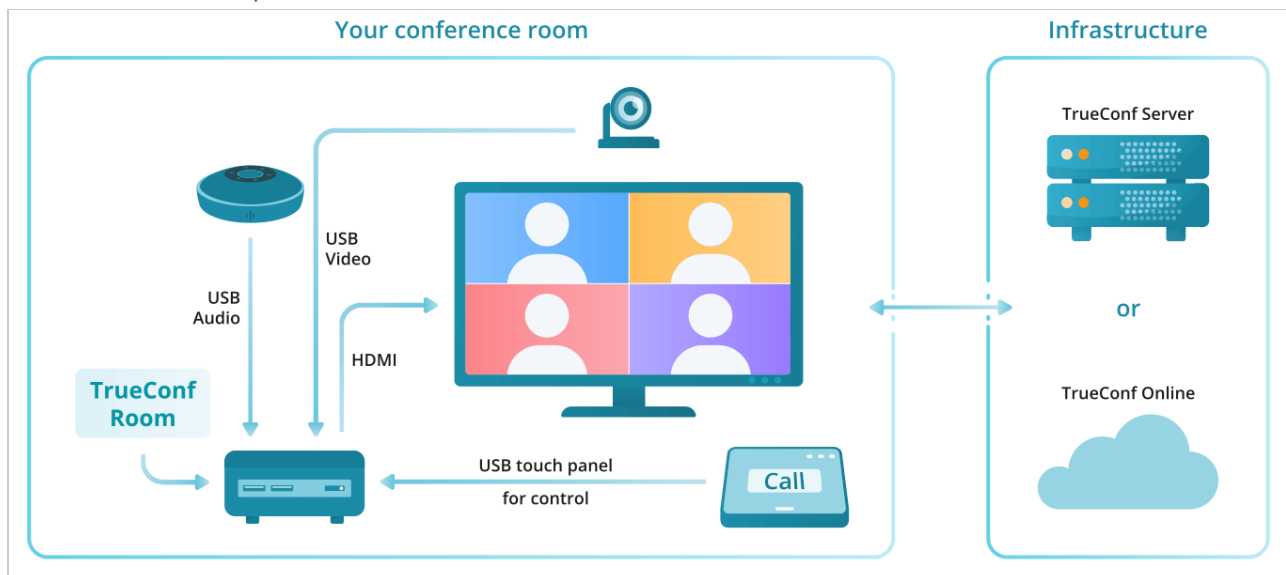 Your conference room
Infrastructure
TrueConf Server
USB
Video
USB
Audio
HDMI
or
TrueConf
Room
TrueConf Online
USB touch panel
for control
Call